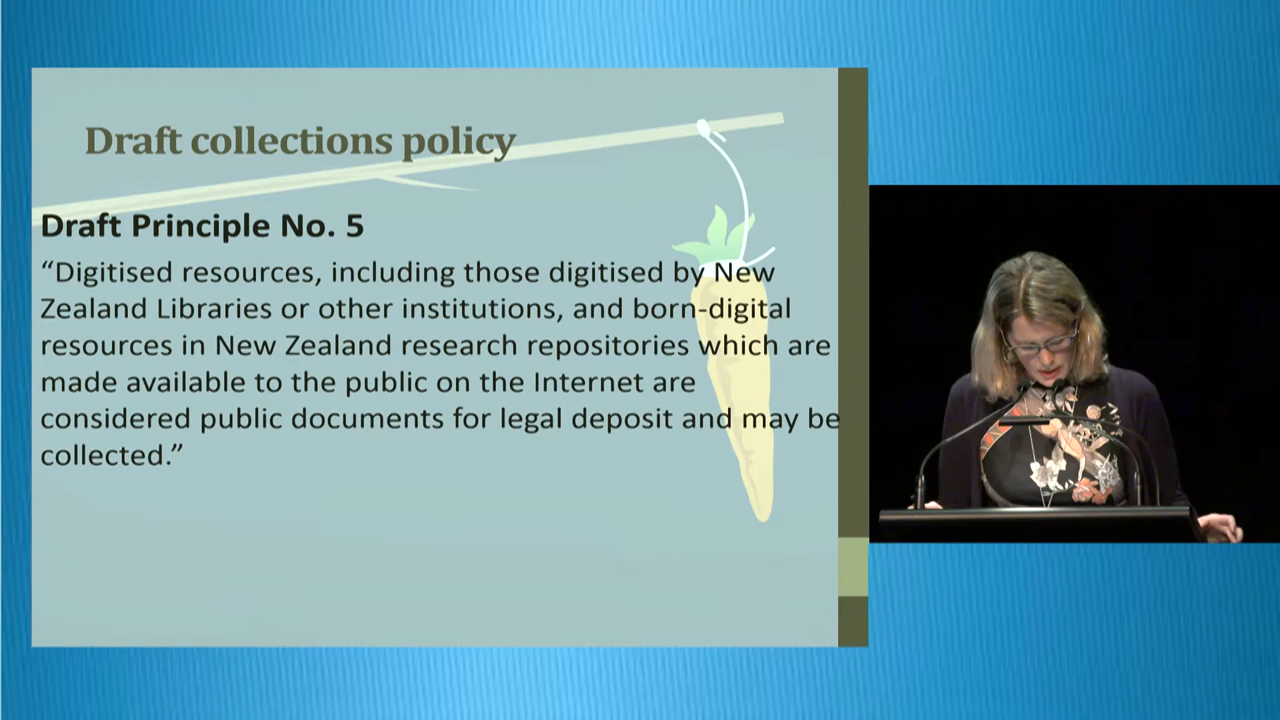 Draft collections policy
Draft Principle No. 5
“Digitised resources, including those digitised by New
Zealand Libraries or other institutions, and born-digital
resources in New Zealand research repositories which are
made available to the public on the Internet are
considered public documents for legal deposit and may be
collected.”